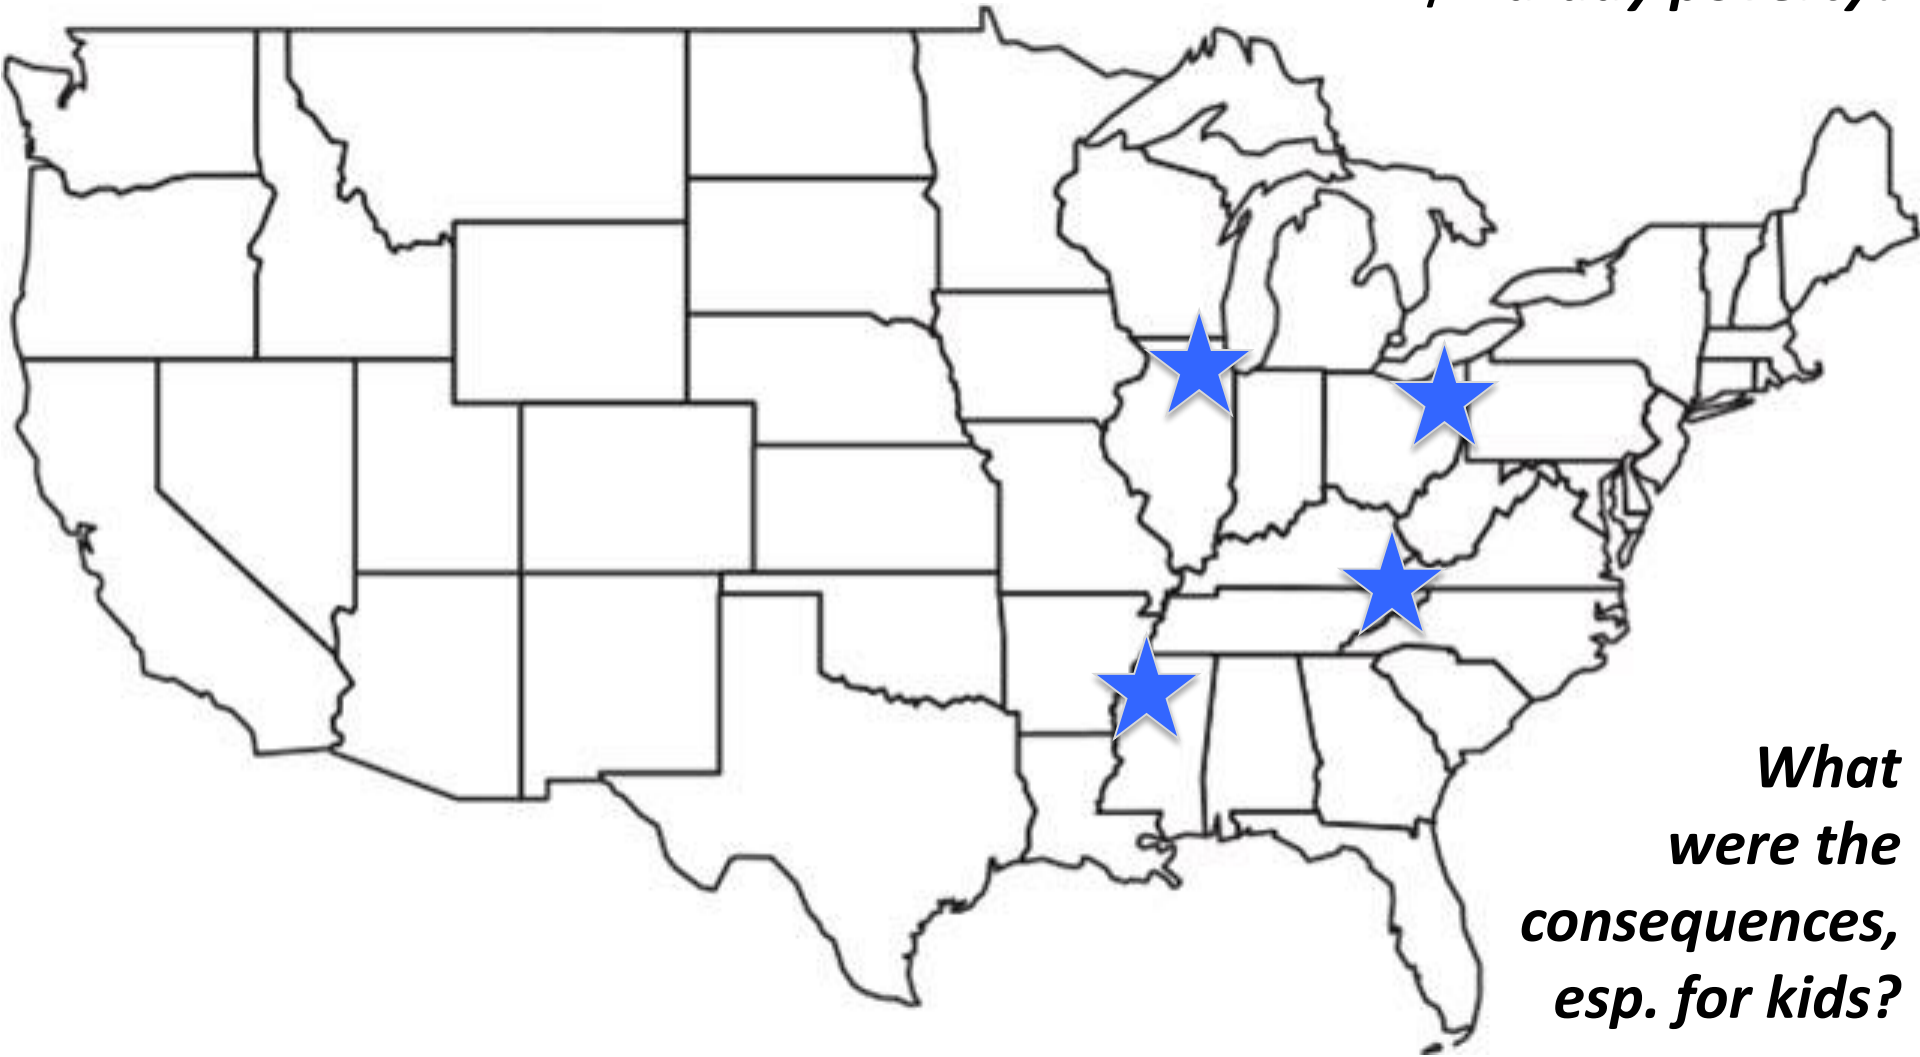 What
were the
consequences,
esp. for kids?